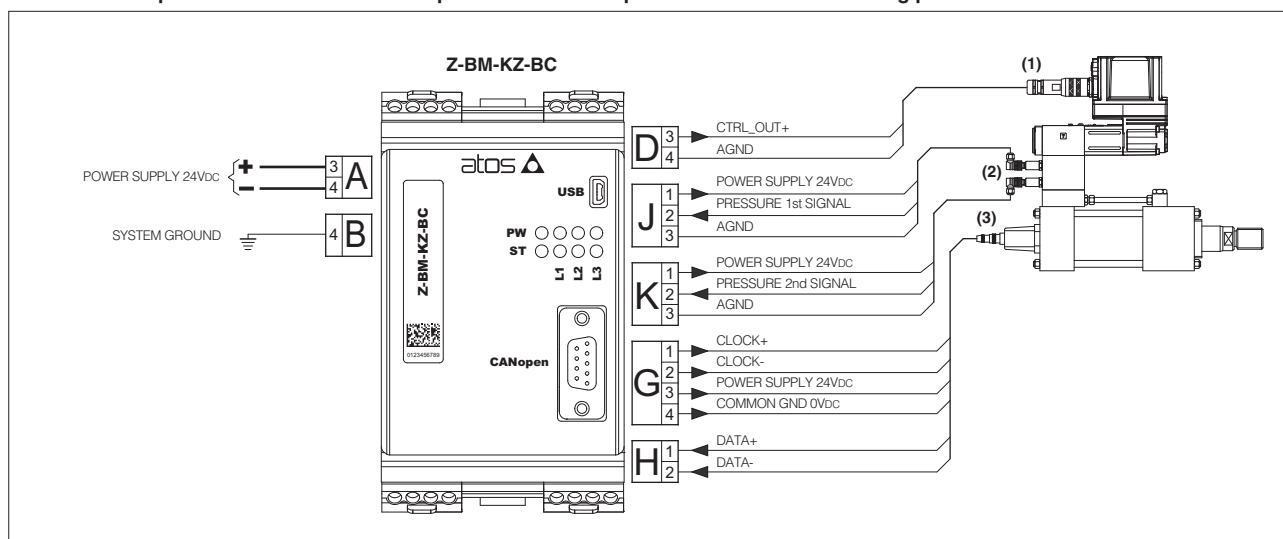 Z-BM-KZ-BC
POWER SUPPLY 24VDC
+
-
3
4
A
SYSTEM GROUND
4
B
atos
USB
PW
ST
L1
L2
L3
Z-BM-KZ-BC
0123456789
CANopen
D
3
4
CTRL_OUT+
AGND
J
1
2
3
POWER SUPPLY 24VDC
PRESSURE 1st SIGNAL
AGND
K
1
2
3
POWER SUPPLY 24VDC
PRESSURE 2nd SIGNAL
AGND
G
1
2
3
4
CLOCK+
CLOCK-
POWER SUPPLY 24VDC
COMMON GND 0VDC
H
1
2
DATA+
DATA-
(1)
(2)
(3)